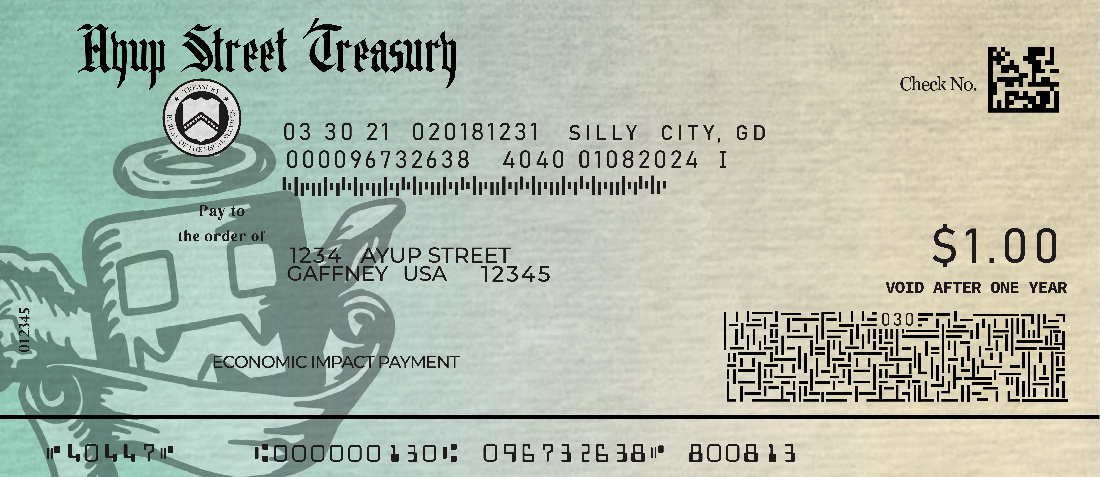 Ayup Street Treasury
Check No.
03 30 21 020181231 SILLY CITY, GD
000096732638 4040 01082024 I
Pay to
the order of
1234 AYUP STREET
GAFFNEY USA 12345
$1.00
VOID AFTER ONE YEAR
030
012345
ECONOMIC IMPACT PAYMENT
⑈40447⑈ ⑆000000130⑆ 096732638⑈ 800813